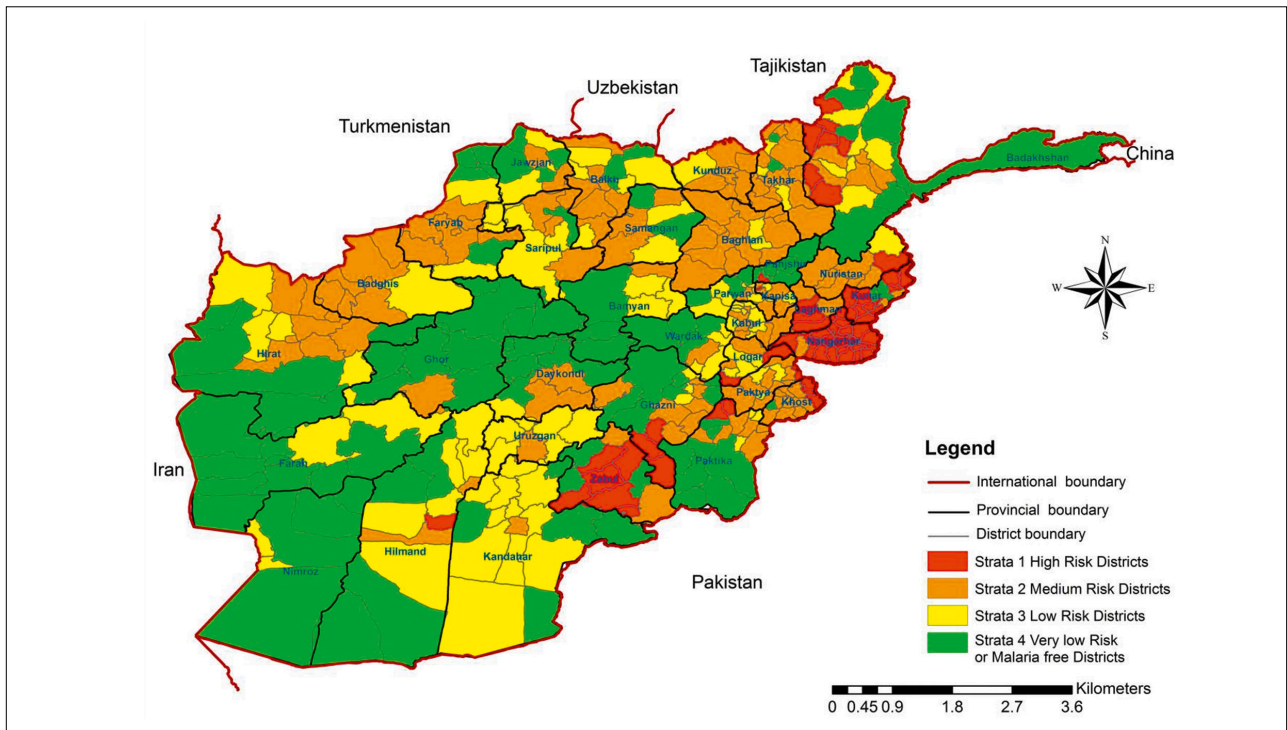 Tajikistan
Uzbekistan
Turkmenistan
China
Badakhshan
Jawzjan
Balkh
Kunduz
Takhar
Faryab
Samangan
Saripul
Baghlan
Panjshir
Nuristan
Badghis
Bamyan
Parwan
Kapisa
Kunar
Laghman
Kabul
Wardak
Nangarhar
Hirat
Ghor
Logar
Daykondi
Paktya
Khost
Ghazni
Uruzgan
Farah
Iran
Zabul
Paktika
Hilmand
Kandahar
Nimroz
Pakistan
N
W E
S
Legend
International boundary
Provincial boundary
District boundary
Strata 1 High Risk Districts
Strata 2 Medium Risk Districts
Strata 3 Low Risk Districts
Strata 4 Very low Risk
or Malaria free Districts
Kilometers
0 0.45 0.9 1.8 2.7 3.6